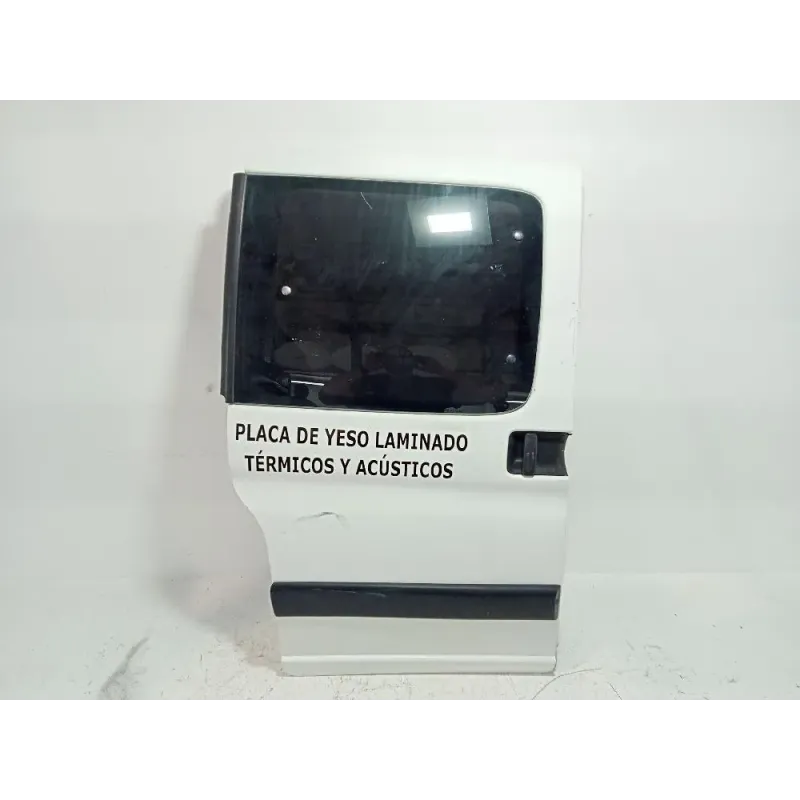 PLACA DE YESO LAMINADO
TÉRMICOS Y ACÚSTICOS